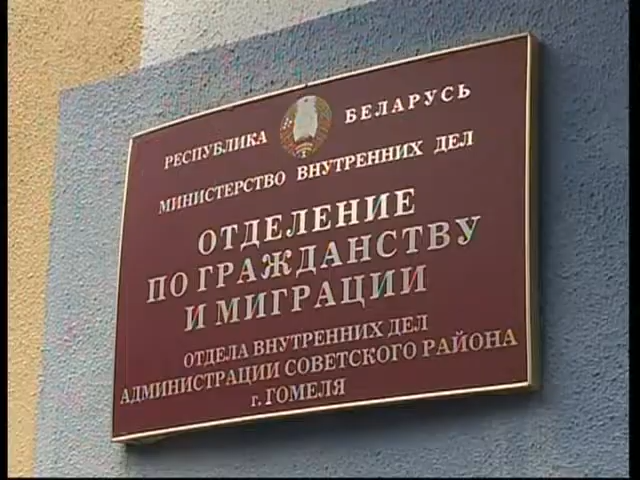 РЕСПУБЛИКА БЕЛАРУСЬ
МИНИСТЕРСТВО ВНУТРЕННИХ ДЕЛ
ОТДЕЛЕНИЕ
ПО ГРАЖДАНСТВУ
И МИГРАЦИИ
ОТДЕЛА ВНУТРЕННИХ ДЕЛ
АДМИНИСТРАЦИИ СОВЕТСКОГО РАЙОНА
г. ГОМЕЛЯ